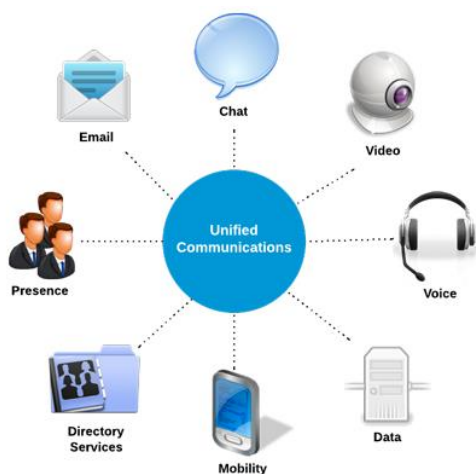 Chat
Email
Video
Unified
Communications
Presence
Voice
Directory
Services
Data
Mobility